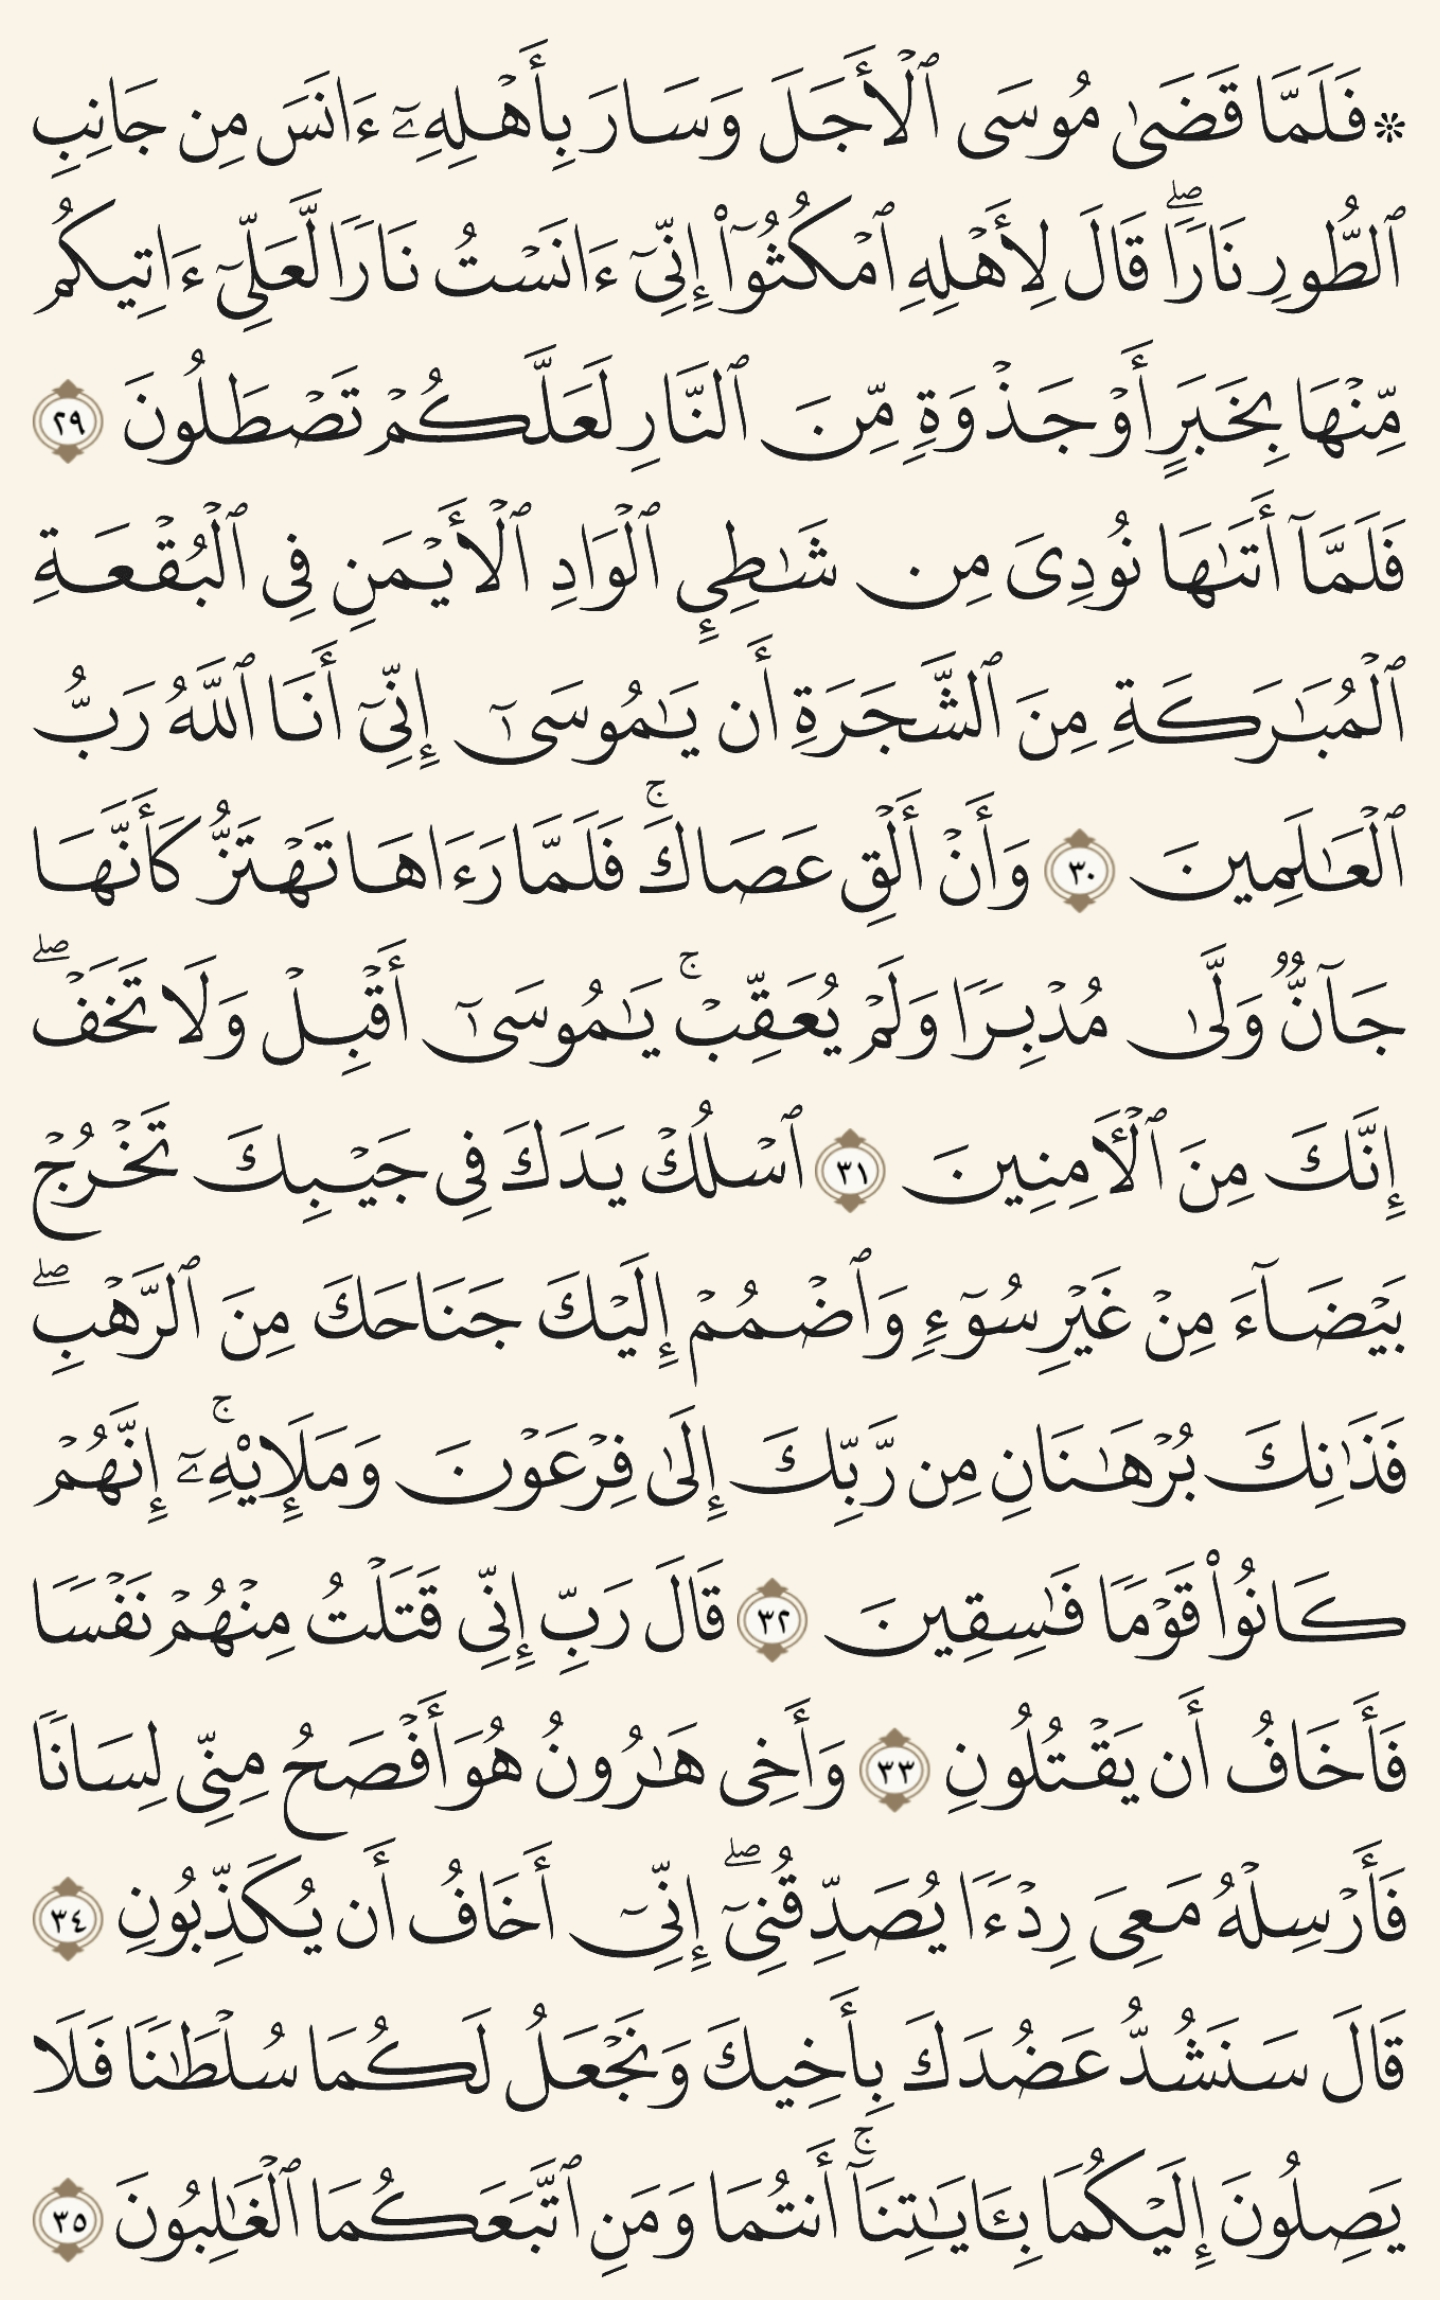 ۞ فَلَمَّا قَضَىٰ مُوسَى ٱلْأَجَلَ وَسَارَ بِأَهْلِهِۦٓ ءَانَسَ مِن جَانِبِ
ٱلطُّورِ نَارًاۖ قَالَ لِأَهْلِهِ ٱمْكُثُوٓا۟ إِنِّىٓ ءَانَسْتُ نَارًا لَّعَلِّىٓ ءَاتِيكُم
مِّنْهَا بِخَبَرٍ أَوْ جَذْوَةٍ مِّنَ ٱلنَّارِ لَعَلَّكُمْ تَصْطَلُونَ ٢٩
فَلَمَّآ أَتَىٰهَا نُودِىَ مِن شَـٰطِئِ ٱلْوَادِ ٱلْأَيْمَنِ فِى ٱلْبُقْعَةِ
ٱلْمُبَـٰرَكَةِ مِنَ ٱلشَّجَرَةِ أَن يَـٰمُوسَىٰٓ إِنِّىٓ أَنَا ٱللَّهُ رَبُّ
ٱلْعَـٰلَمِينَ ٣٠ وَأَنْ أَلْقِ عَصَاكَۚ فَلَمَّا رَءَاهَا تَهْتَزُّ كَأَنَّهَا
جَآنٌّ وَلَّىٰ مُدْبِرًا وَلَمْ يُعَقِّبْۚ يَـٰمُوسَىٰٓ أَقْبِلْ وَلَا تَخَفْۖ
إِنَّكَ مِنَ ٱلْـَٔامِنِينَ ٣١ ٱسْلُكْ يَدَكَ فِى جَيْبِكَ تَخْرُجْ
بَيْضَآءَ مِنْ غَيْرِ سُوٓءٍ وَٱضْمُمْ إِلَيْكَ جَنَاحَكَ مِنَ ٱلرَّهْبِۖ
فَذَٰنِكَ بُرْهَـٰنَانِ مِن رَّبِّكَ إِلَىٰ فِرْعَوْنَ وَمَلَإِي۟هِۦٓۚ إِنَّهُمْ
كَانُوا۟ قَوْمًا فَـٰسِقِينَ ٣٢ قَالَ رَبِّ إِنِّى قَتَلْتُ مِنْهُمْ نَفْسًا
فَأَخَافُ أَن يَقْتُلُونِ ٣٣ وَأَخِى هَـٰرُونُ هُوَ أَفْصَحُ مِنِّى لِسَانًا
فَأَرْسِلْهُ مَعِىَ رِدْءًا يُصَدِّقُنِىٓۖ إِنِّىٓ أَخَافُ أَن يُكَذِّبُونِ ٣٤
قَالَ سَنَشُدُّ عَضُدَكَ بِأَخِيكَ وَنَجْعَلُ لَكُمَا سُلْطَـٰنًا فَلَا
يَصِلُونَ إِلَيْكُمَا بِـَٔايَـٰتِنَآۚ أَنتُمَا وَمَنِ ٱتَّبَعَكُمَا ٱلْغَـٰلِبُونَ ٣٥